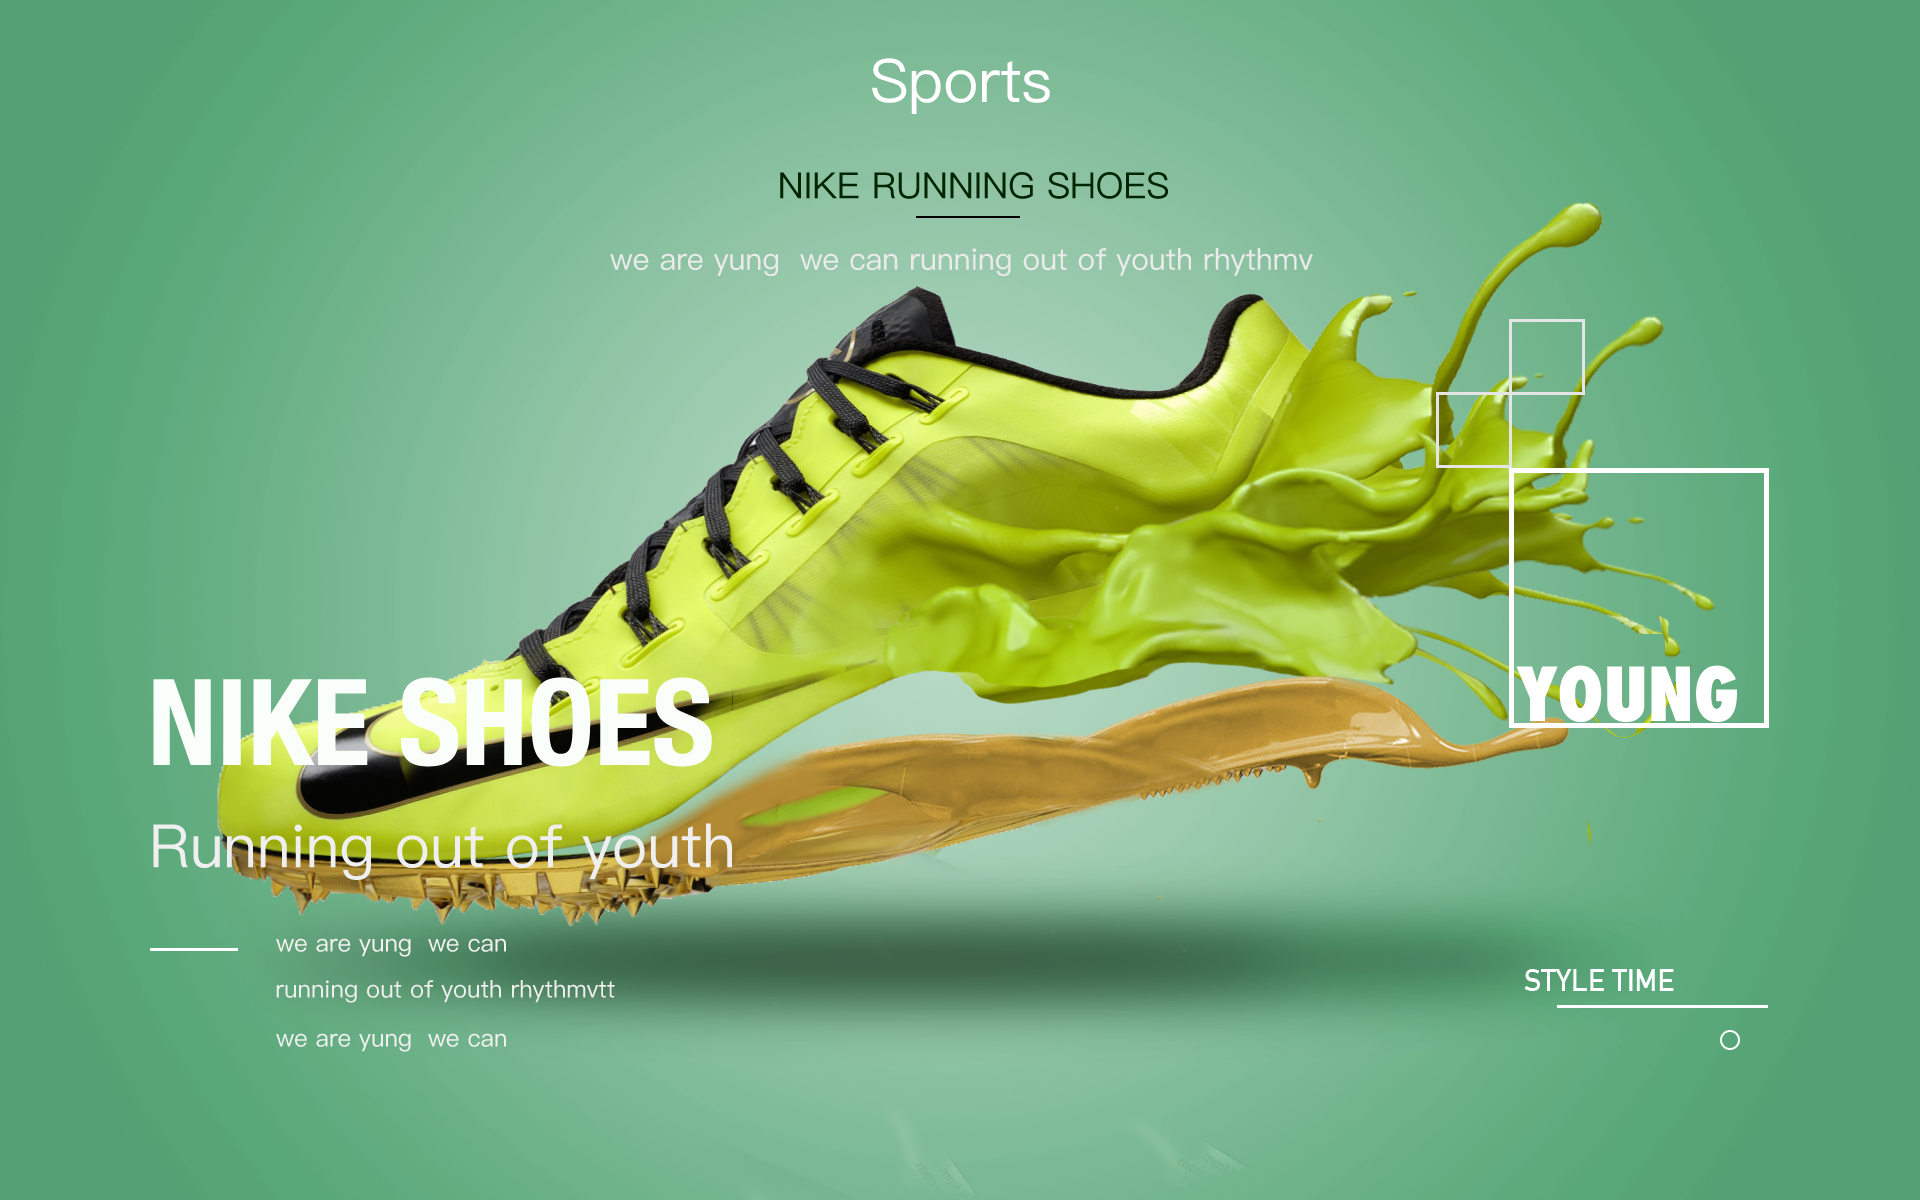 Sports
NIKE RUNNING SHOES
we are yung  we can running out of youth rhythmv
YOUNG
NIKE SHOES
Running out of youth
we are yung  we can
running out of youth rhythmvtt
we are yung  we can
STYLE TIME